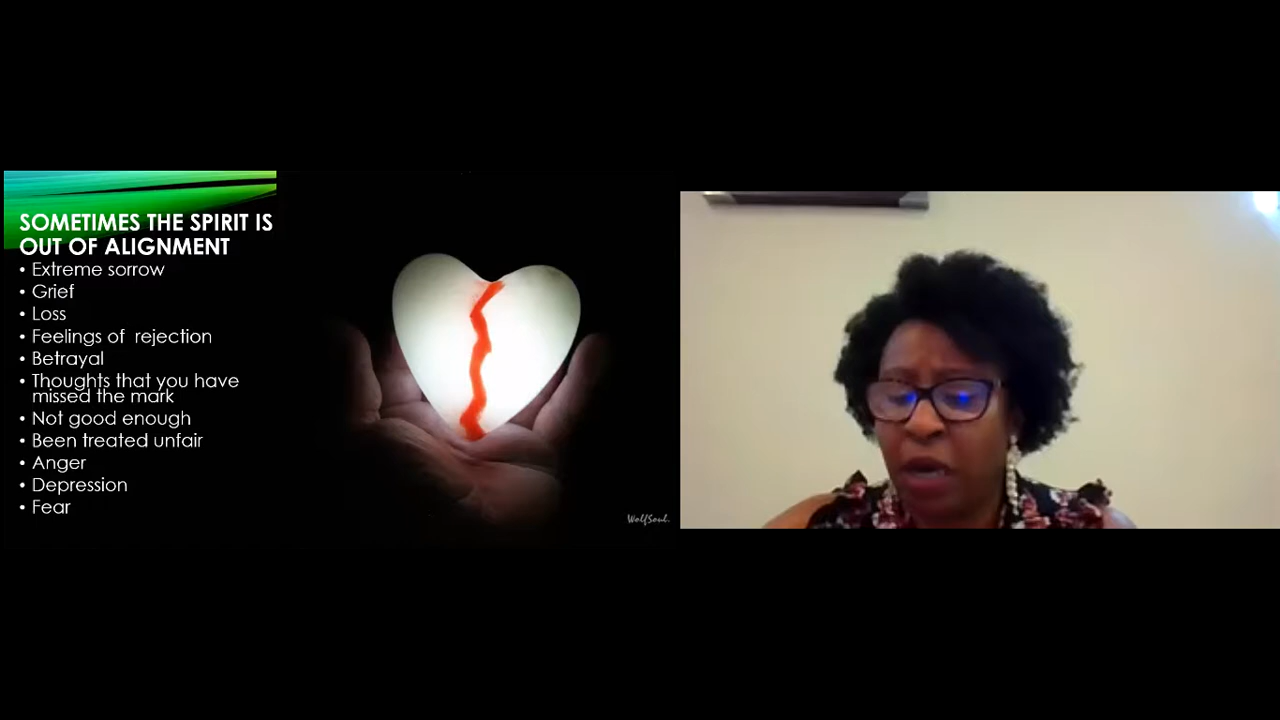 SOMETIMES THE SPIRIT IS
OUT OF ALIGNMENT
• Extreme sorrow
• Grief
• Loss
• Feelings of rejection
• Betrayal
• Thoughts that you have
missed the mark
• Not good enough
• Been treated unfair
• Anger
• Depression
• Fear
WolfSoul.